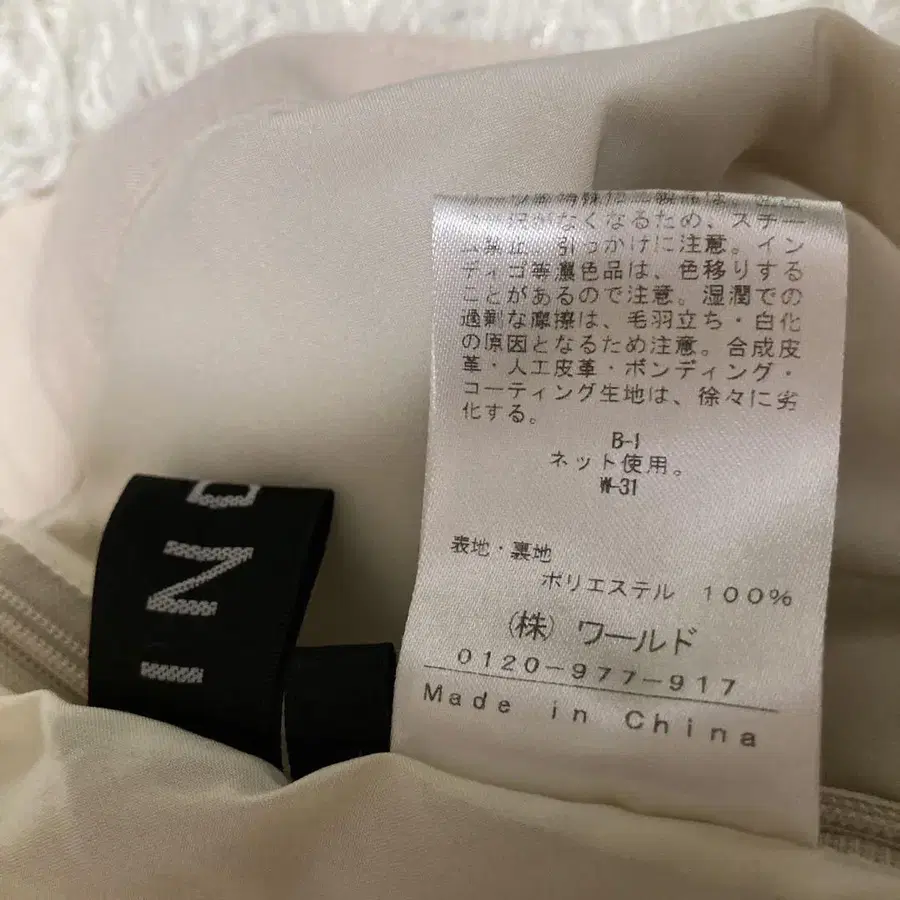 がなくなるため、スチー
ム禁止。引っかけに注意。イン
ディゴ等濃色品は、色移りする
ことがあるので注意。湿潤での
過剰な摩擦は、毛羽立ち・白化
の原因となるため注意。合成皮
革・人工皮革・ボンディング・
コーティング生地は、徐々に劣
化する。
B-1
ネット使用。
W-31
表地・裏地
ポリエステル 100%
(株) ワールド
0120-977-917
Made in China
IND